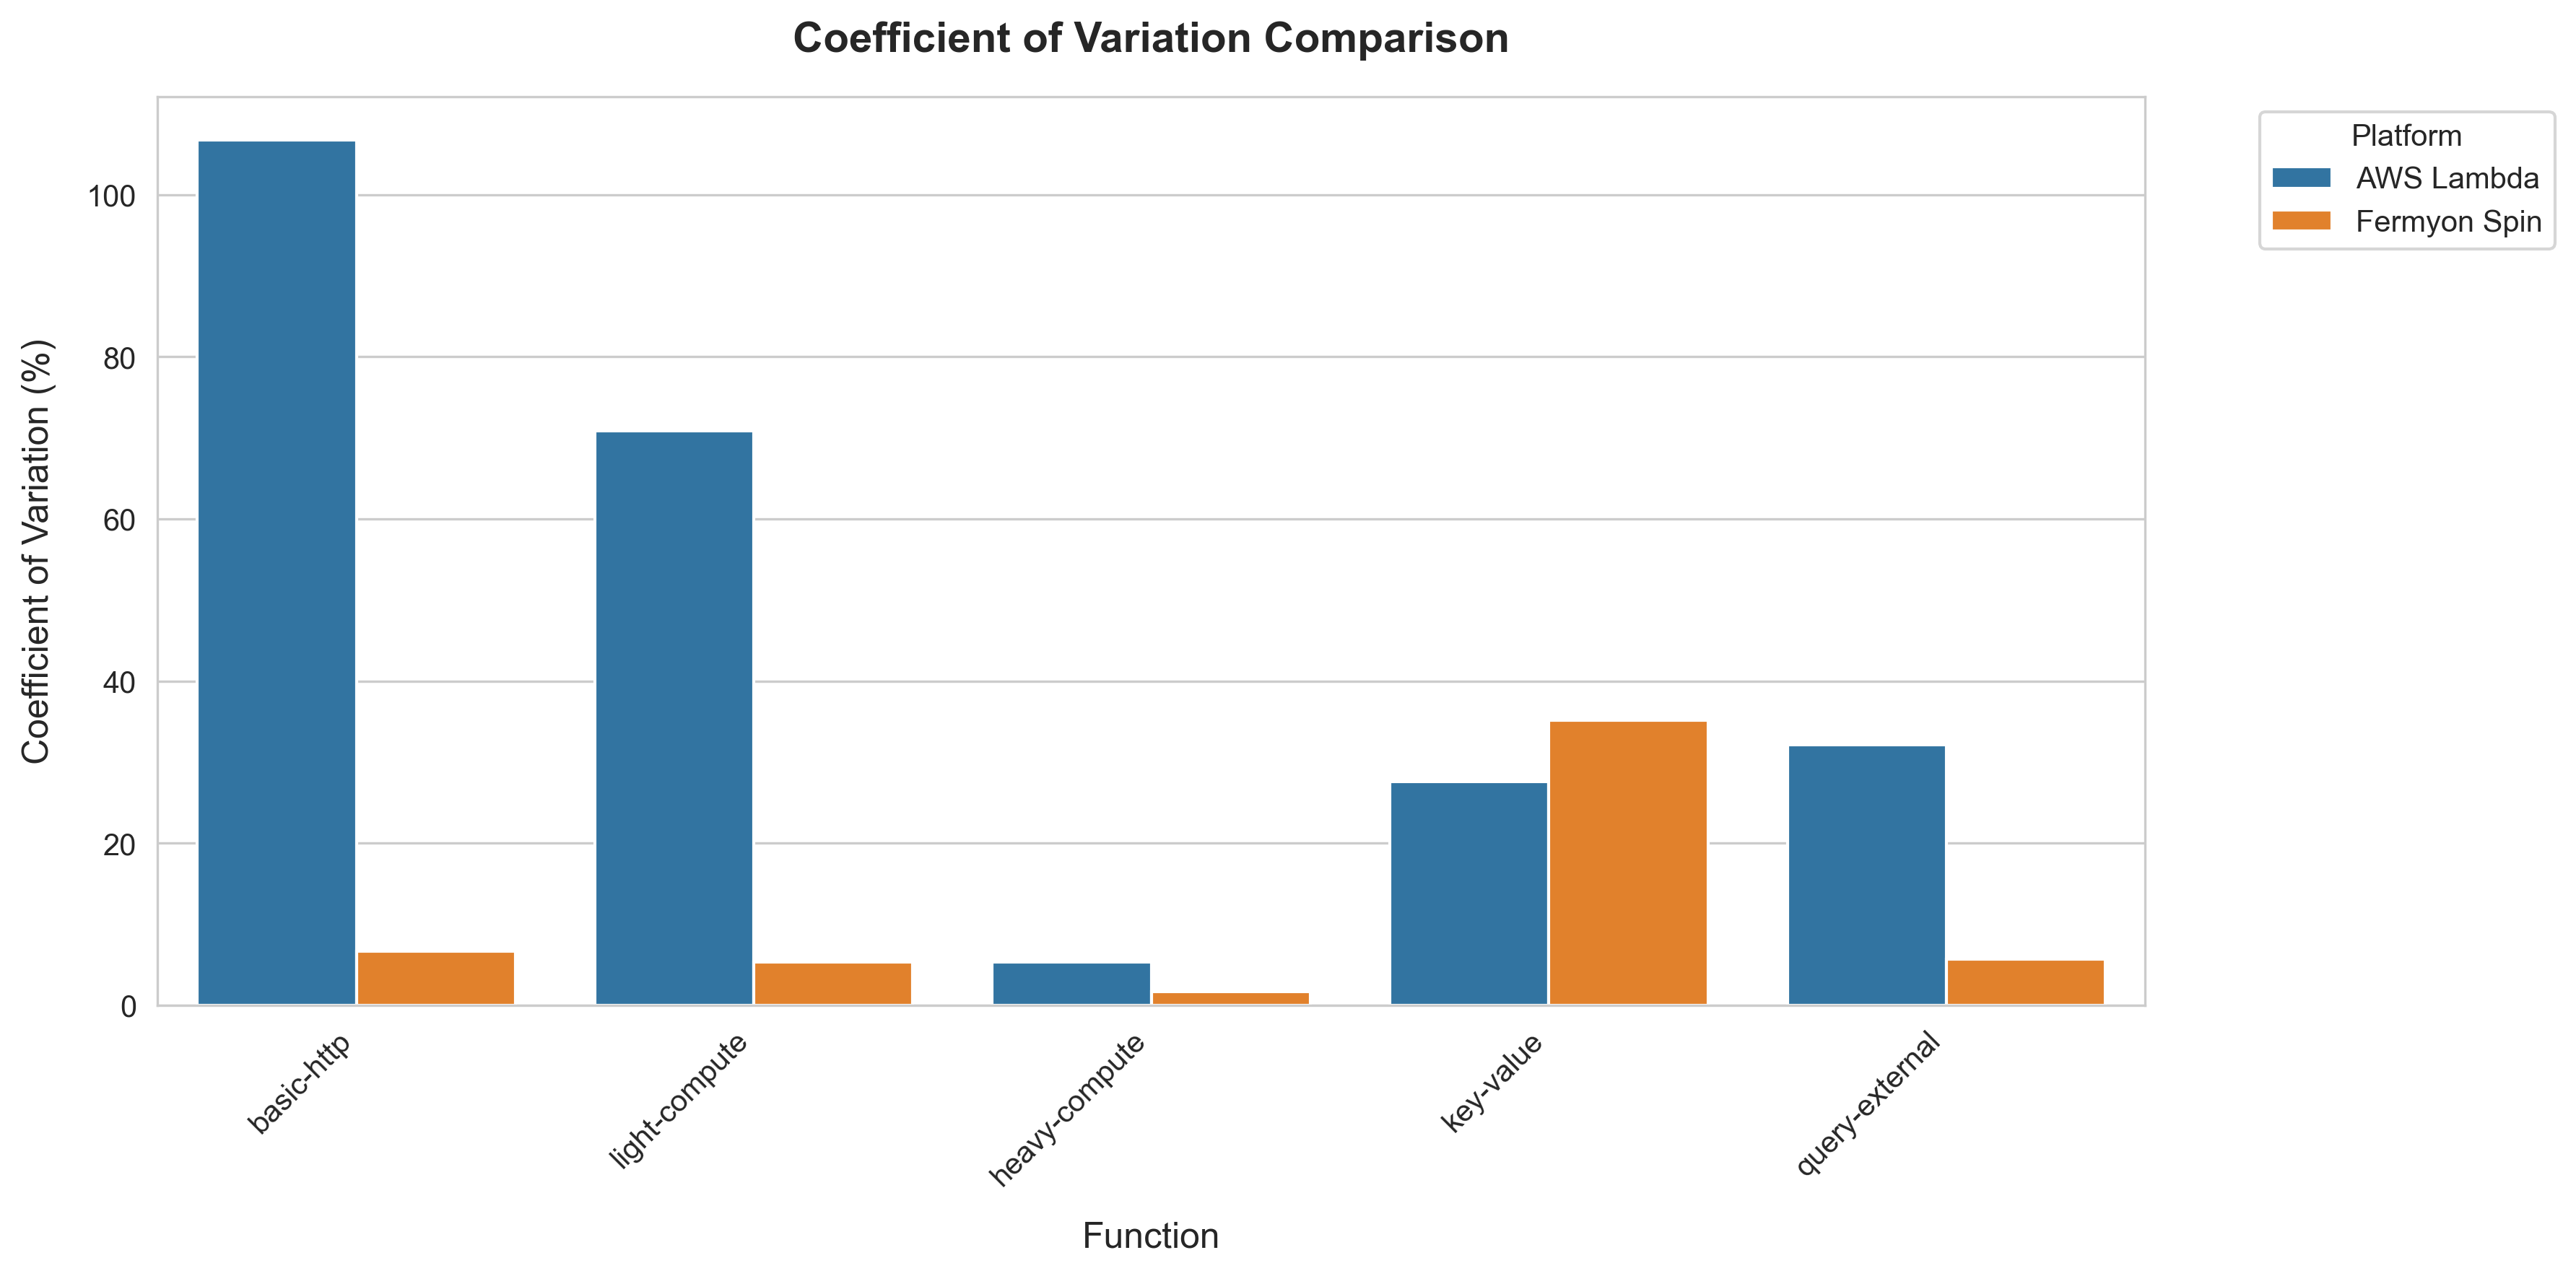 Coefficient of Variation Comparison
Platform
AWS Lambda
Fermyon Spin
Coefficient of Variation (%)
100
80
60
40
20
0
basic-http
light-compute
heavy-compute
key-value
query-external
Function